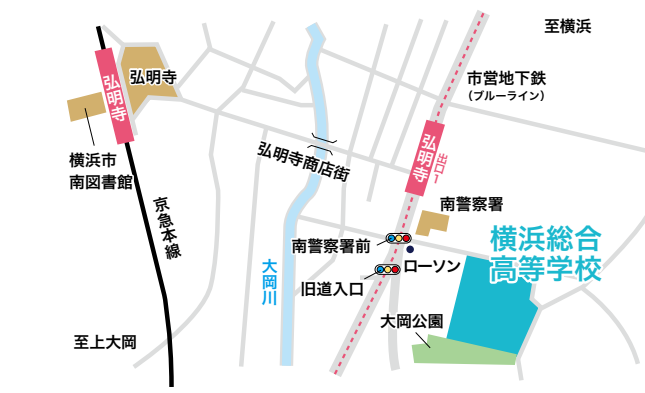 至横浜
弘明寺
弘明寺
市営地下鉄
（ブルーライン）
横浜市
南図書館
弘明寺商店街
弘明寺
出口1
京急本線
南警察署
南警察署前
横浜総合
高等学校
大岡川
ローソン
旧道入口
大岡公園
至上大岡